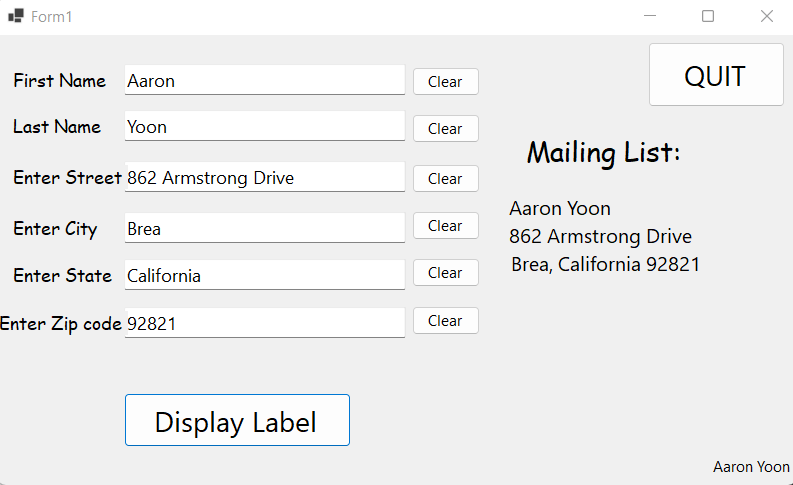 Form1
QUIT
First Name Aaron Clear
Last Name Yoon Clear
Mailing List:
Enter Street 862 Armstrong Drive Clear
Aaron Yoon
Enter City Brea Clear
862 Armstrong Drive
Enter State California Clear
Brea, California 92821
Enter Zip code 92821 Clear
Display Label
Aaron Yoon